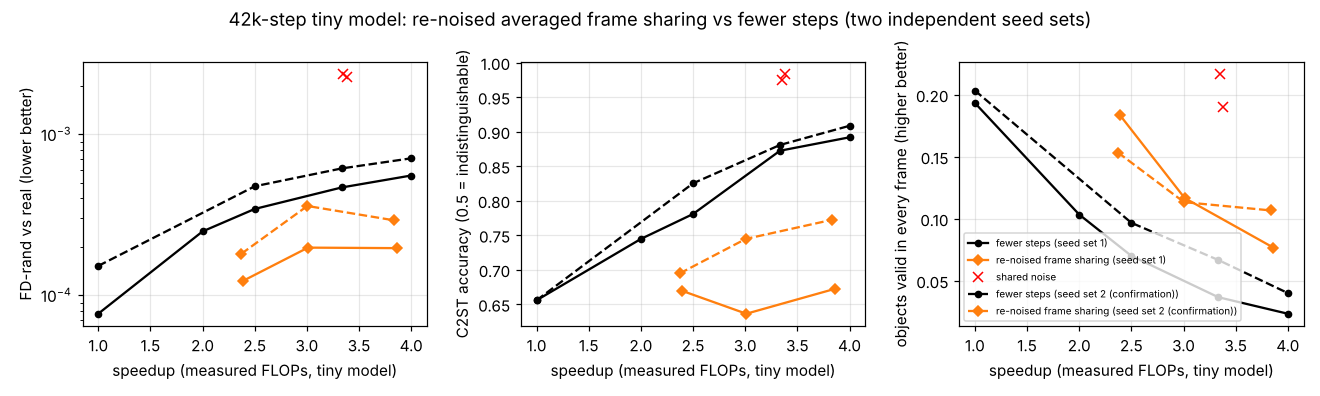 42k-step tiny model: re-noised averaged frame sharing vs fewer steps (two independent seed sets)
FD-rand vs real (lower better)
10⁻³
10⁻⁴
1.0 1.5 2.0 2.5 3.0 3.5 4.0
speedup (measured FLOPs, tiny model)
C2ST accuracy (0.5 = indistinguishable)
1.00
0.95
0.90
0.85
0.80
0.75
0.70
0.65
1.0 1.5 2.0 2.5 3.0 3.5 4.0
speedup (measured FLOPs, tiny model)
objects valid in every frame (higher better)
0.20
0.15
0.10
0.05
fewer steps (seed set 1)
re-noised frame sharing (seed set 1)
shared noise
fewer steps (seed set 2 (confirmation))
re-noised frame sharing (seed set 2 (confirmation))
1.0 1.5 2.0 2.5 3.0 3.5 4.0
speedup (measured FLOPs, tiny model)